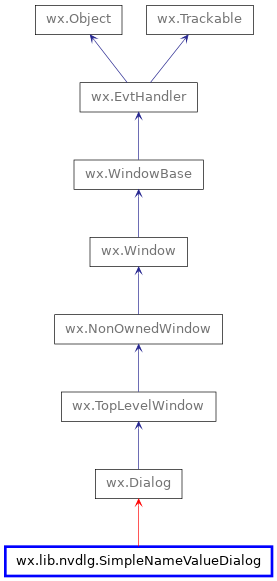 wx.Object
wx.Trackable
wx.EvtHandler
wx.WindowBase
wx.Window
wx.NonOwnedWindow
wx.TopLevelWindow
wx.Dialog
wx.lib.nvdlg.SimpleNameValueDialog